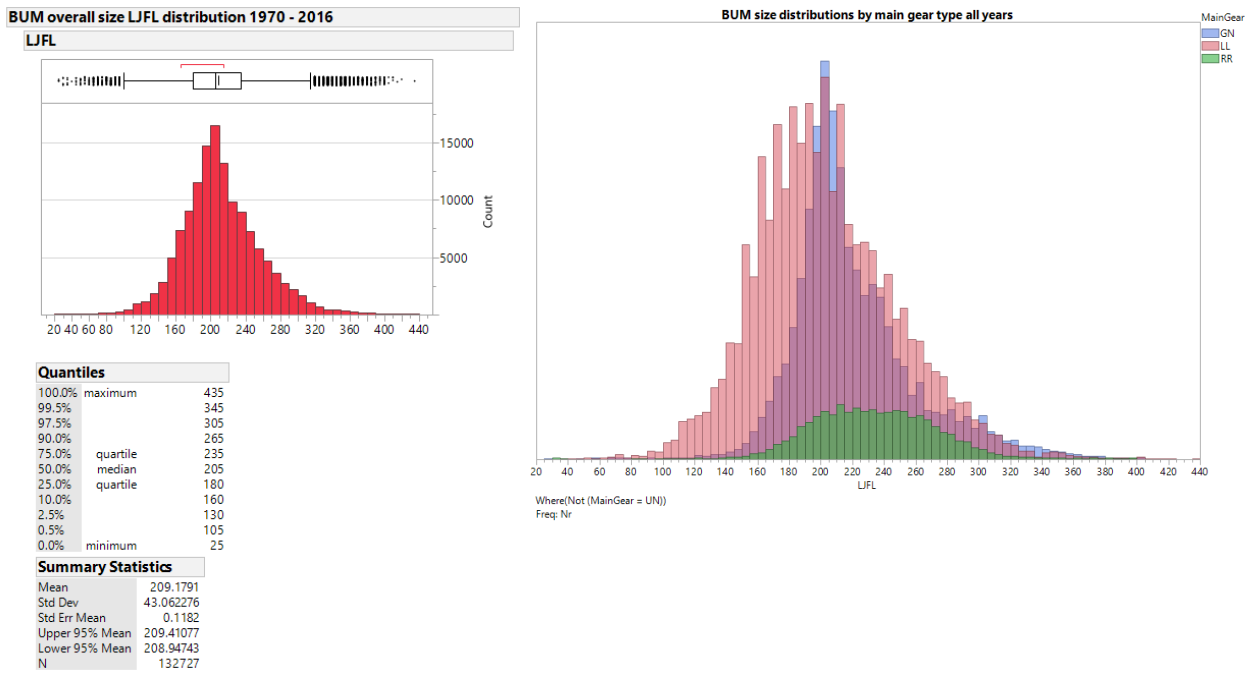 BUM overall size LJFL distribution 1970 - 2016
LJFL
15000
10000
5000
Count
20 40 60 80 120 160 200 240 280 320 360 400 440
Quantiles
100.0% maximum 435
99.5% 345
97.5% 305
90.0% 265
75.0% quartile 235
50.0% median 205
25.0% quartile 180
10.0% 160
2.5% 130
0.5% 105
0.0% minimum 25
Summary Statistics
Mean 209.1791
Std Dev 43.062276
Std Err Mean 0.1182
Upper 95% Mean 209.41077
Lower 95% Mean 208.94743
N 132727
BUM size distributions by main gear type all years
MainGear
GN
LL
RR
20 40 60 80 100 120 140 160 180 200 220 240 260 280 300 320 340 360 380 400 420 440
LJFL
Where(Not (MainGear = UN))
Freq: Nr